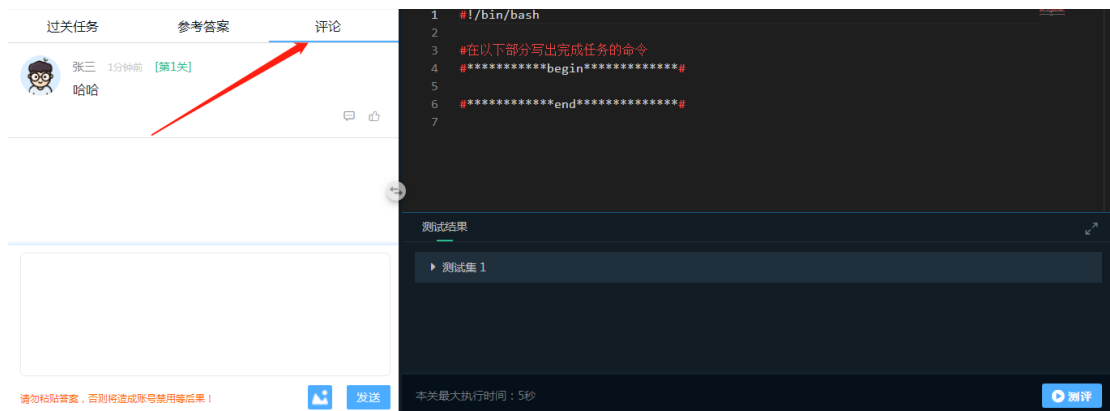 过关任务 参考答案 评论
张三 1分钟前 [第1关]
哈哈
请勿粘贴答案，否则将造成账号禁用等后果！ 发送
1 #!/bin/bash
2
3 #在以下部分写出完成任务的命令
4 #***********begin*************#
5
6 #************end**************#
7
测试结果
测试集 1
本关最大执行时间：5秒 测评